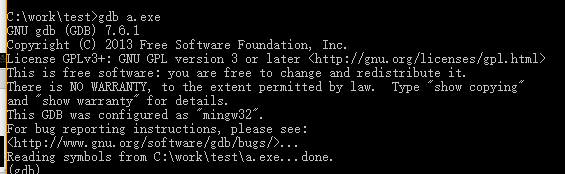 C:\work\test>gdb a.exe
GNU gdb (GDB) 7.6.1
Copyright (C) 2013 Free Software Foundation, Inc.
License GPLv3+: GNU GPL version 3 or later <http://gnu.org/licenses/gpl.html>
This is free software: you are free to change and redistribute it.
There is NO WARRANTY, to the extent permitted by law.  Type "show copying"
and "show warranty" for details.
This GDB was configured as "mingw32".
For bug reporting instructions, please see:
<http://www.gnu.org/software/gdb/bugs/>...
Reading symbols from C:\work\test\a.exe...done.
(gdb)